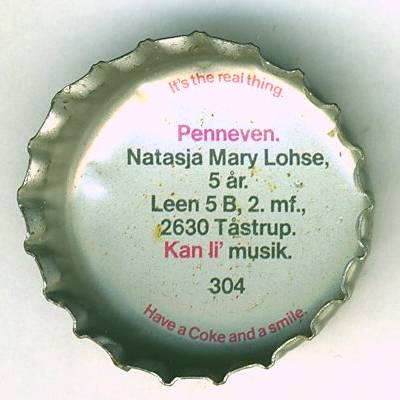 It's the real thing.
Penneven.
Natasja Mary Lohse,
5 år.
Leen 5 B, 2. mf.,
2630 Tåstrup.
Kan li' musik.
304
Have a Coke and a smile.